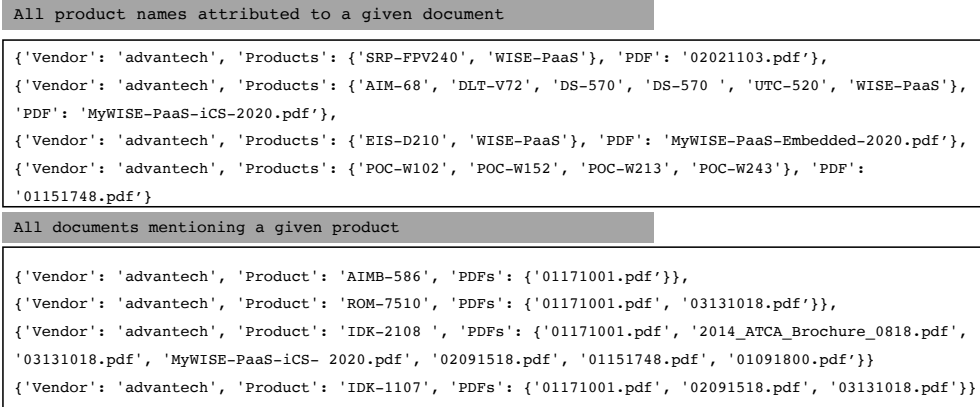 All product names attributed to a given document
{'Vendor': 'advantech', 'Products': {'SRP-FPV240', 'WISE-PaaS'}, 'PDF': '02021103.pdf’},
{'Vendor': 'advantech', 'Products': {'AIM-68', 'DLT-V72', 'DS-570', 'DS-570 ', 'UTC-520', 'WISE-PaaS'},
'PDF': 'MyWISE-PaaS-iCS-2020.pdf’},
{'Vendor': 'advantech', 'Products': {'EIS-D210', 'WISE-PaaS'}, 'PDF': 'MyWISE-PaaS-Embedded-2020.pdf’},
{'Vendor': 'advantech', 'Products': {'POC-W102', 'POC-W152', 'POC-W213', 'POC-W243'}, 'PDF':
'01151748.pdf’}
All documents mentioning a given product
{'Vendor': 'advantech', 'Product': 'AIMB-586', 'PDFs': {'01171001.pdf’}},
{'Vendor': 'advantech', 'Product': 'ROM-7510', 'PDFs': {'01171001.pdf', '03131018.pdf’}},
{'Vendor': 'advantech', 'Product': 'IDK-2108 ', 'PDFs': {'01171001.pdf', '2014_ATCA_Brochure_0818.pdf',
'03131018.pdf', 'MyWISE-PaaS-iCS- 2020.pdf', '02091518.pdf', '01151748.pdf', '01091800.pdf’}}
{'Vendor': 'advantech', 'Product': 'IDK-1107', 'PDFs': {'01171001.pdf', '02091518.pdf', '03131018.pdf'}}